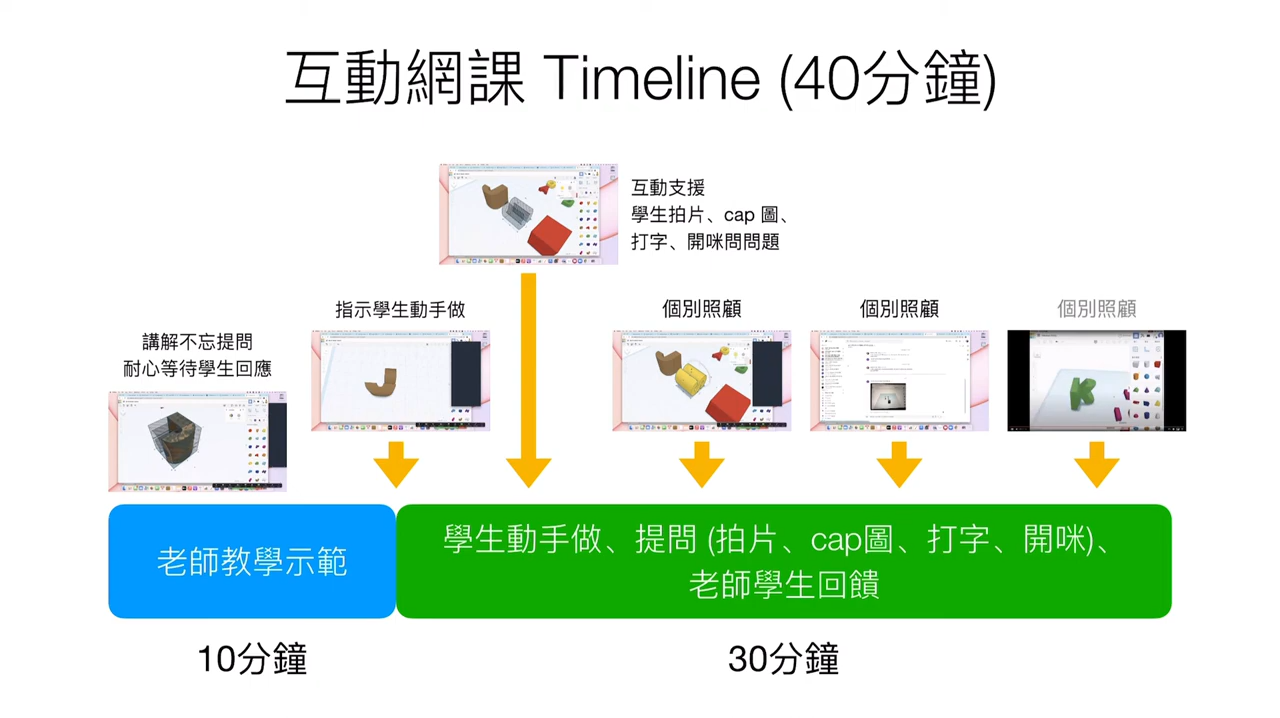 互動網課 Timeline (40分鐘)
互動支援
學生拍片、cap 圖、
打字、開咪問問題
指示學生動手做
個別照顧
個別照顧
個別照顧
講解不忘提問
耐心等待學生回應
老師教學示範
學生動手做、提問 (拍片、cap圖、打字、開咪)、
老師學生回饋
10分鐘
30分鐘